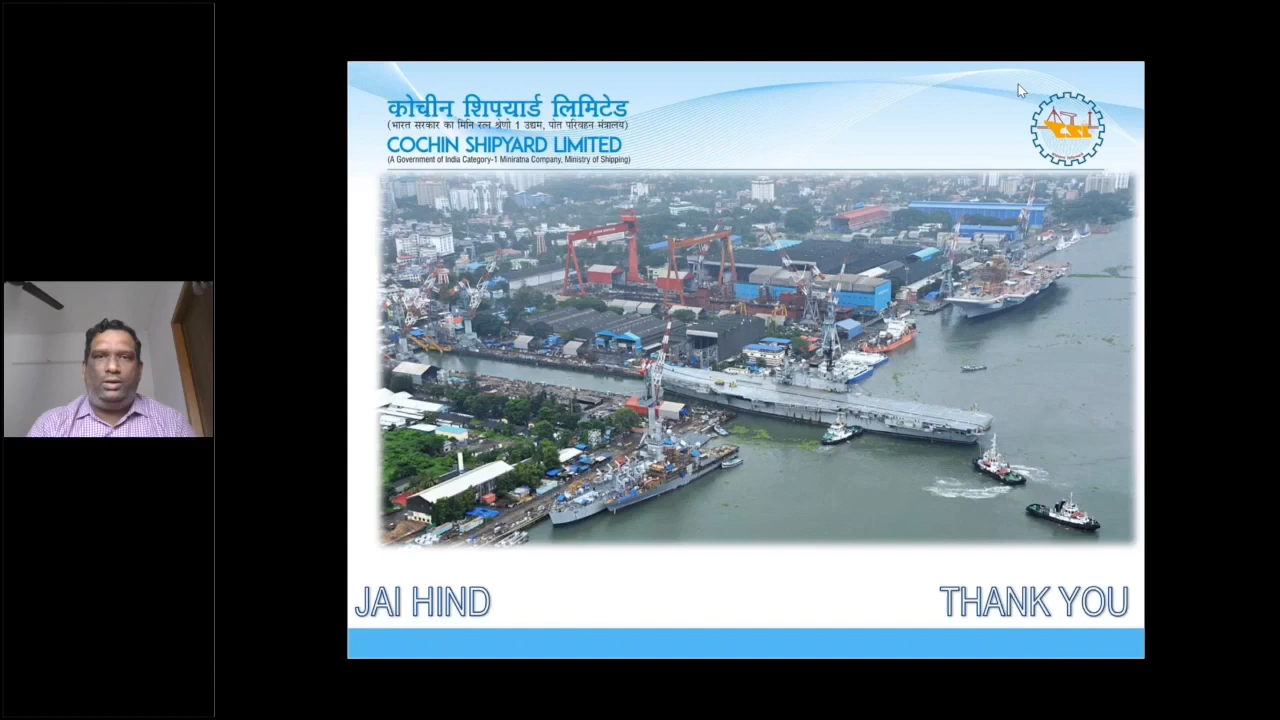 कोचीन शिपयार्ड लिमिटेड
(भारत सरकार का मिनि रत्न श्रेणी 1 उद्यम, पोत परिवहन मंत्रालय)
COCHIN SHIPYARD LIMITED
(A Government of India Category-1 Miniratna Company, Ministry of Shipping)
CSL
JAI HIND
THANK YOU